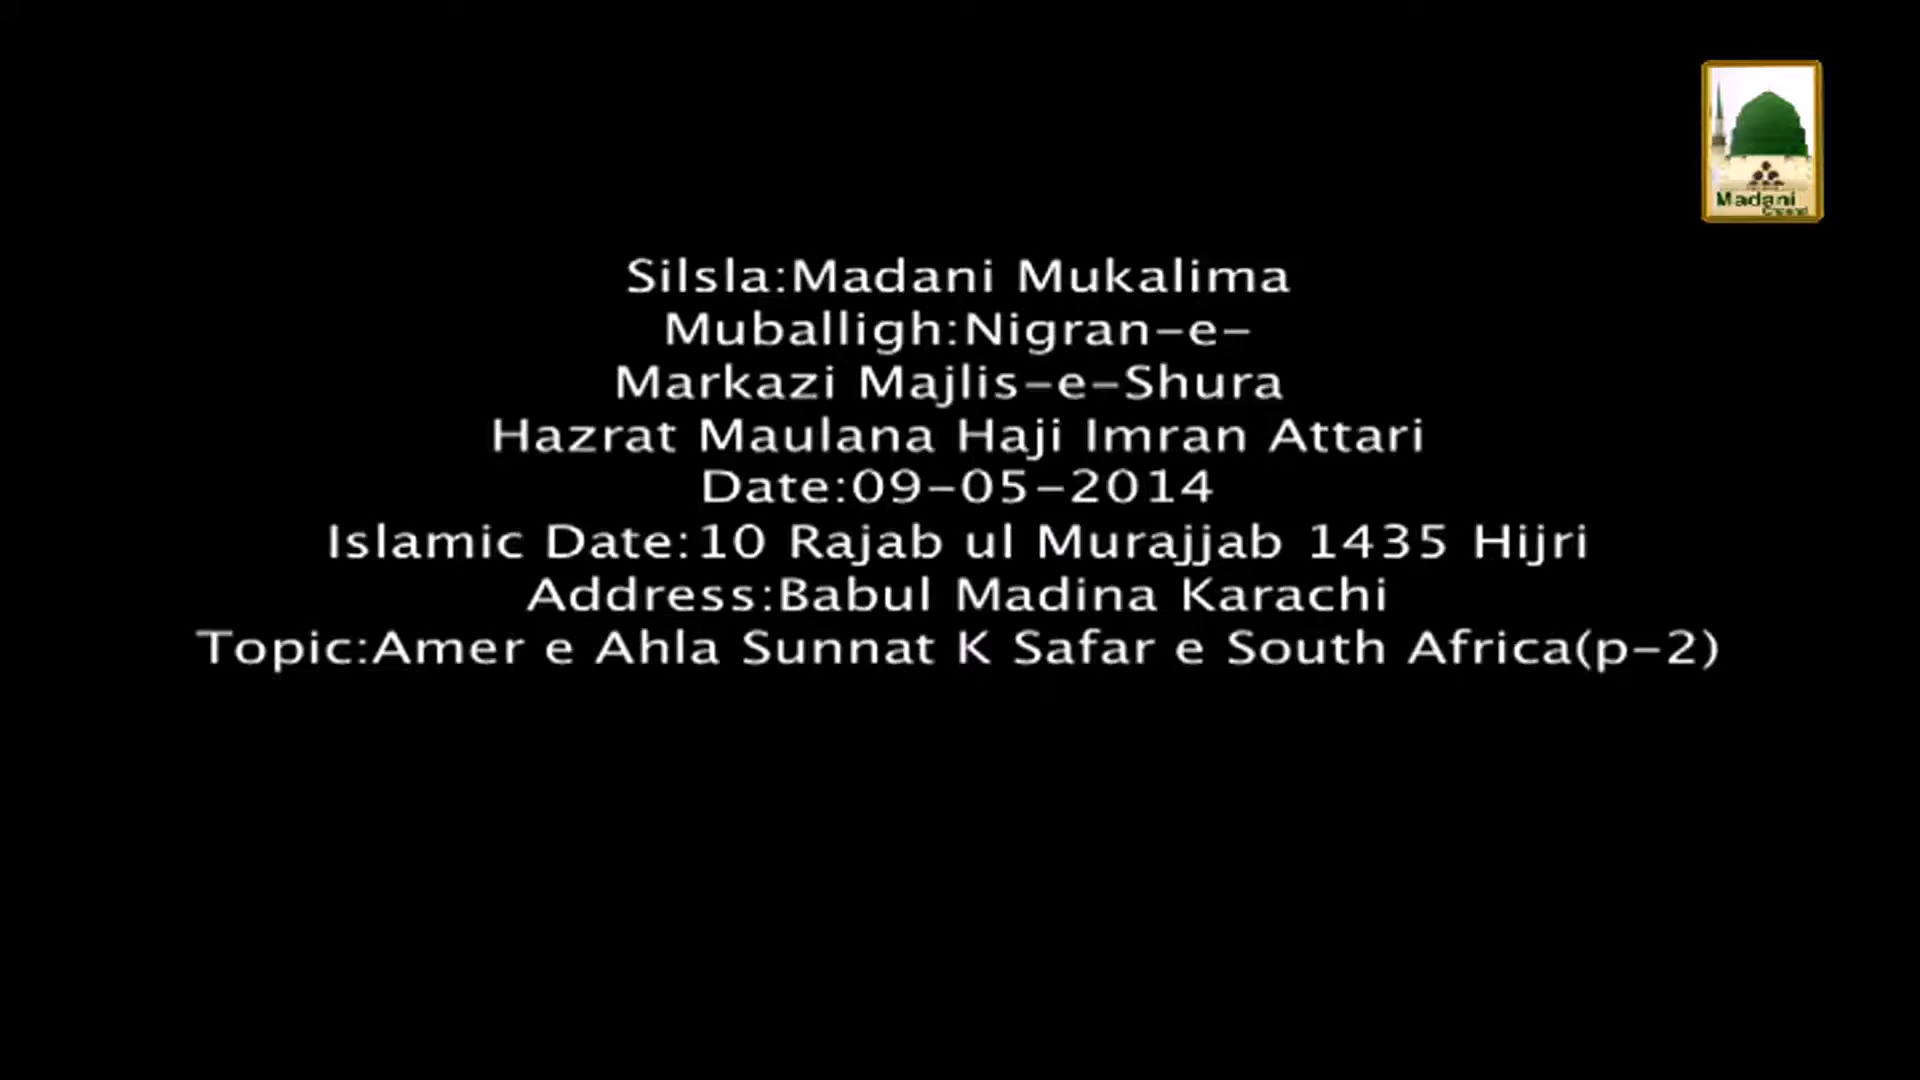 Madani
Channel
Silsla:Madani Mukalima
Muballigh:Nigran-e-
Markazi Majlis-e-Shura
Hazrat Maulana Haji Imran Attari
Date:09-05-2014
Islamic Date:10 Rajab ul Murajjab 1435 Hijri
Address:Babul Madina Karachi
Topic:Amer e Ahla Sunnat K Safar e South Africa(p-2)